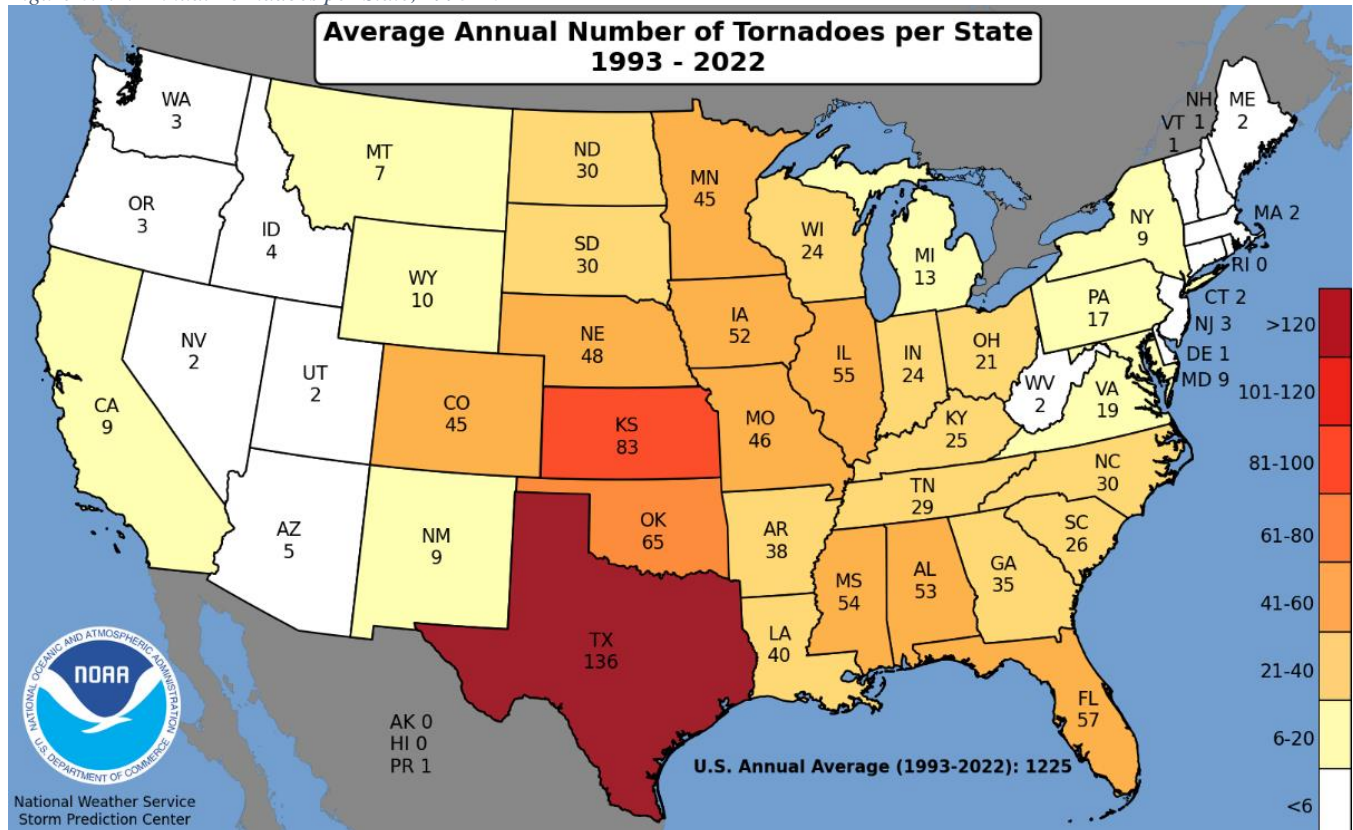 Average Annual Number of Tornadoes per State
1993 - 2022
WA
3
MT
7
ND
30
MN
45
NH
1
VT
1
ME
2
OR
3
ID
4
WY
10
SD
30
WI
24
MI
13
NY
9
MA 2
RI 0
CT 2
NJ 3
DE 1
MD 9
NV
2
UT
2
CO
45
NE
48
IA
52
IL
55
IN
24
OH
21
PA
17
WV
2
VA
19
CA
9
KS
83
MO
46
KY
25
NC
30
TN
29
SC
26
AZ
5
NM
9
OK
65
AR
38
MS
54
AL
53
GA
35
TX
136
LA
40
FL
57
AK 0
HI 0
PR 1
U.S. Annual Average (1993-2022): 1225
>120
101-120
81-100
61-80
41-60
21-40
6-20
<6
NATIONAL OCEANIC AND ATMOSPHERIC ADMINISTRATION
NOAA
U.S. DEPARTMENT OF COMMERCE
National Weather Service
Storm Prediction Center